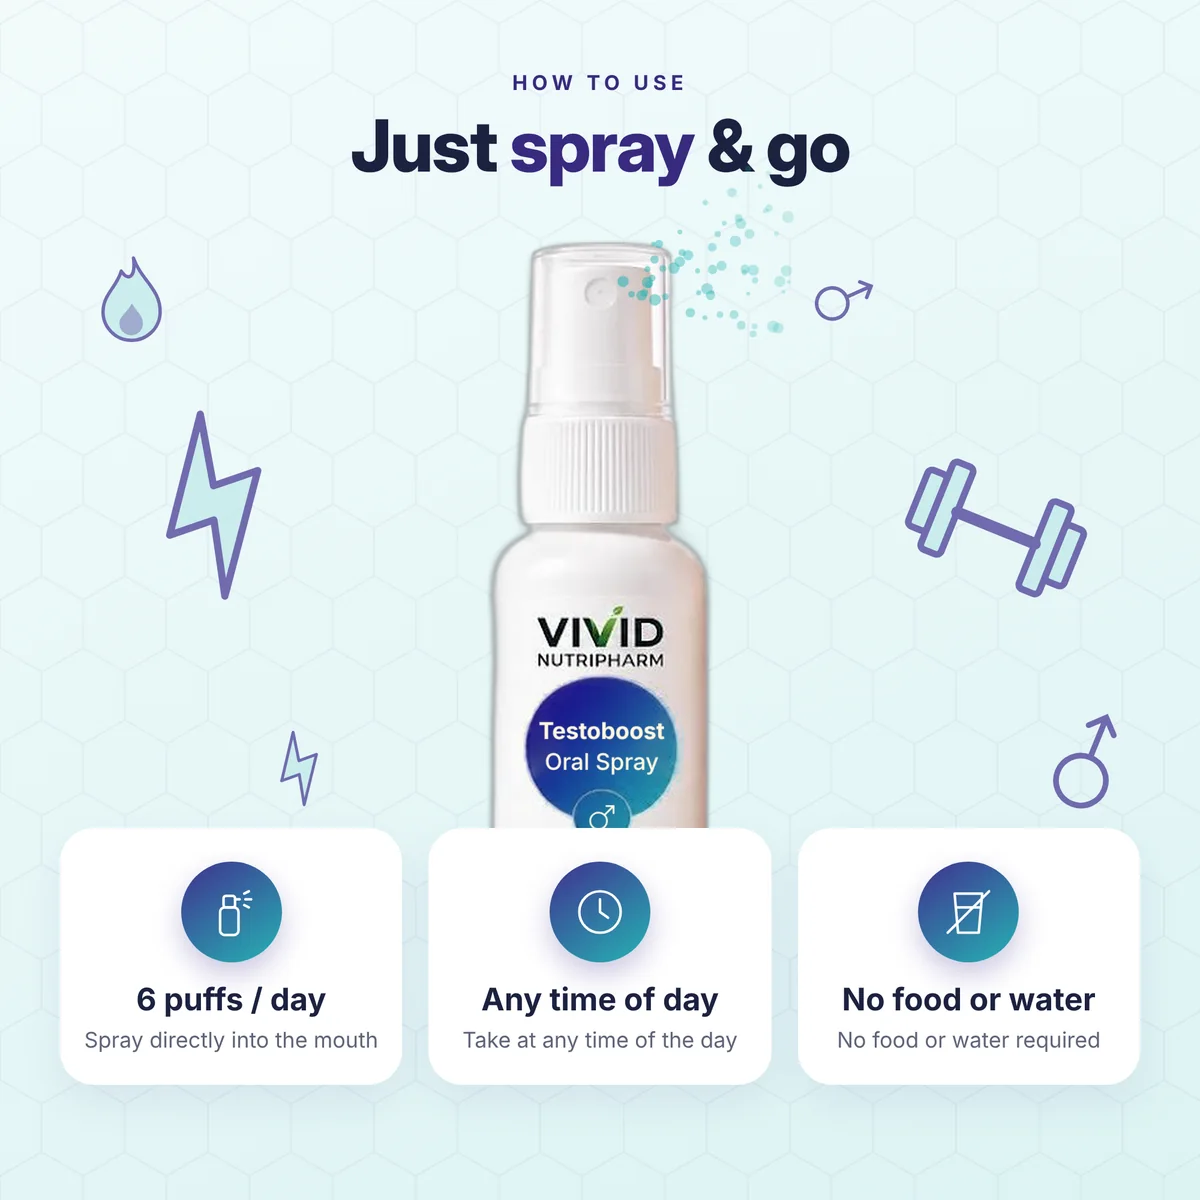 HOW TO USE
Just spray & go
VIVID
NUTRIPHARM
Testoboost
Oral Spray
6 puffs / day
Spray directly into the mouth
Any time of day
Take at any time of the day
No food or water
No food or water required